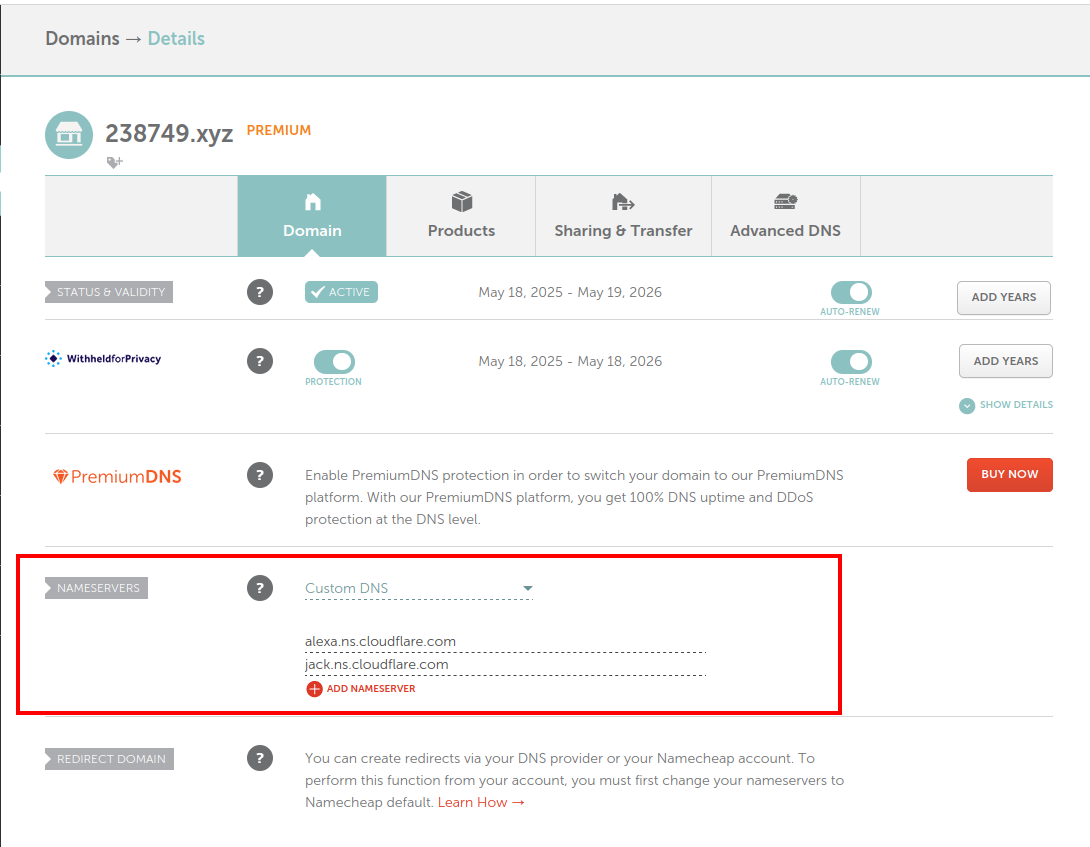 Domains → Details
238749.xyz PREMIUM
Domain
Products
Sharing & Transfer
Advanced DNS
STATUS & VALIDITY
?
ACTIVE
May 18, 2025 - May 19, 2026
AUTO-RENEW
ADD YEARS
WithheldforPrivacy
?
PROTECTION
May 18, 2025 - May 18, 2026
AUTO-RENEW
ADD YEARS
SHOW DETAILS
PremiumDNS
?
Enable PremiumDNS protection in order to switch your domain to our PremiumDNS
platform. With our PremiumDNS platform, you get 100% DNS uptime and DDoS
protection at the DNS level.
BUY NOW
NAMESERVERS
?
Custom DNS
alexa.ns.cloudflare.com
jack.ns.cloudflare.com
ADD NAMESERVER
REDIRECT DOMAIN
?
You can create redirects via your DNS provider or your Namecheap account. To
perform this function from your account, you must first change your nameservers to
Namecheap default. Learn How →